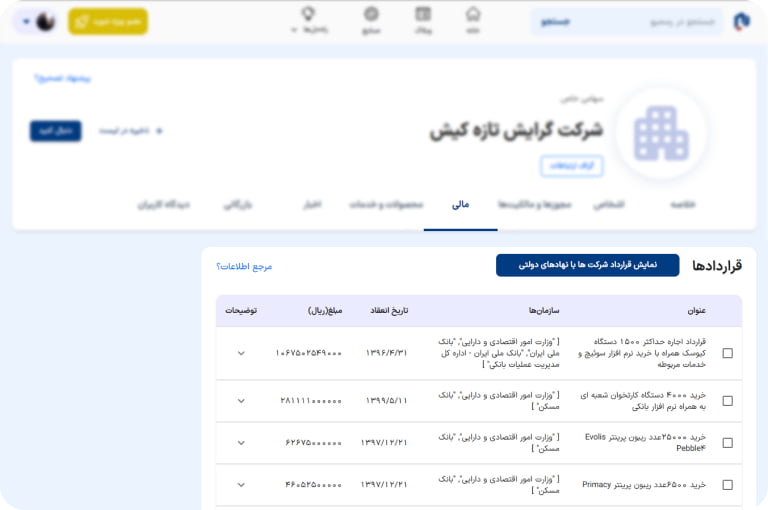 جستجو در رسمیو
جستجو
خانه
وبلاگ
صنایع
راه‌حل‌ها
پیشنهاد تصحیح؟
سهامی خاص
شرکت گرایش تازه کیش
گراف ارتباطات
ذخیره در لیست
دنبال کنید
خلاصه
اشخاص
مجوزها و مالکیت‌ها
مالی
محصولات و خدمات
اخبار
بازرگانی
دیدگاه کاربران
قراردادها
نمایش قرارداد شرکت ها با نهادهای دولتی
مرجع اطلاعات؟
عنوان سازمان‌ها تاریخ انعقاد مبلغ(ریال) توضیحات
قرارداد اجاره حداکثر ۱۵۰۰ دستگاه
کیوسک همراه با خرید نرم افزار سوئیچ و
خدمات مربوطه
[ "وزارت امور اقتصادی و دارایی", "بانک
ملی ایران", "بانک ملی ایران - اداره کل
مدیریت عملیات بانکی" ]
۱۳۹۶/۴/۳۱
۱۰۶۷۵۰۲۵۴۹۰۰۰
خرید ۴۰۰۰ دستگاه کارتخوان شعبه ای
به همراه نرم افزار بانکی
[ "وزارت امور اقتصادی و دارایی", "بانک
مسکن" ]
۱۳۹۹/۵/۱۱
۲۸۱۱۱۱۰۰۰۰۰۰
خرید ۲۵۰۰۰عدد ریبون پرینتر Evolis
Pebble۴
[ "وزارت امور اقتصادی و دارایی", "بانک
مسکن" ]
۱۳۹۷/۱۲/۲۱
۶۲۶۷۵۰۰۰۰۰۰
خرید ۶۵۰۰عدد ریبون پرینتر Primacy
[ "وزارت امور اقتصادی و دارایی", "بانک
مسکن" ]
۱۳۹۷/۱۲/۲۱
۴۶۰۵۲۵۰۰۰۰۰